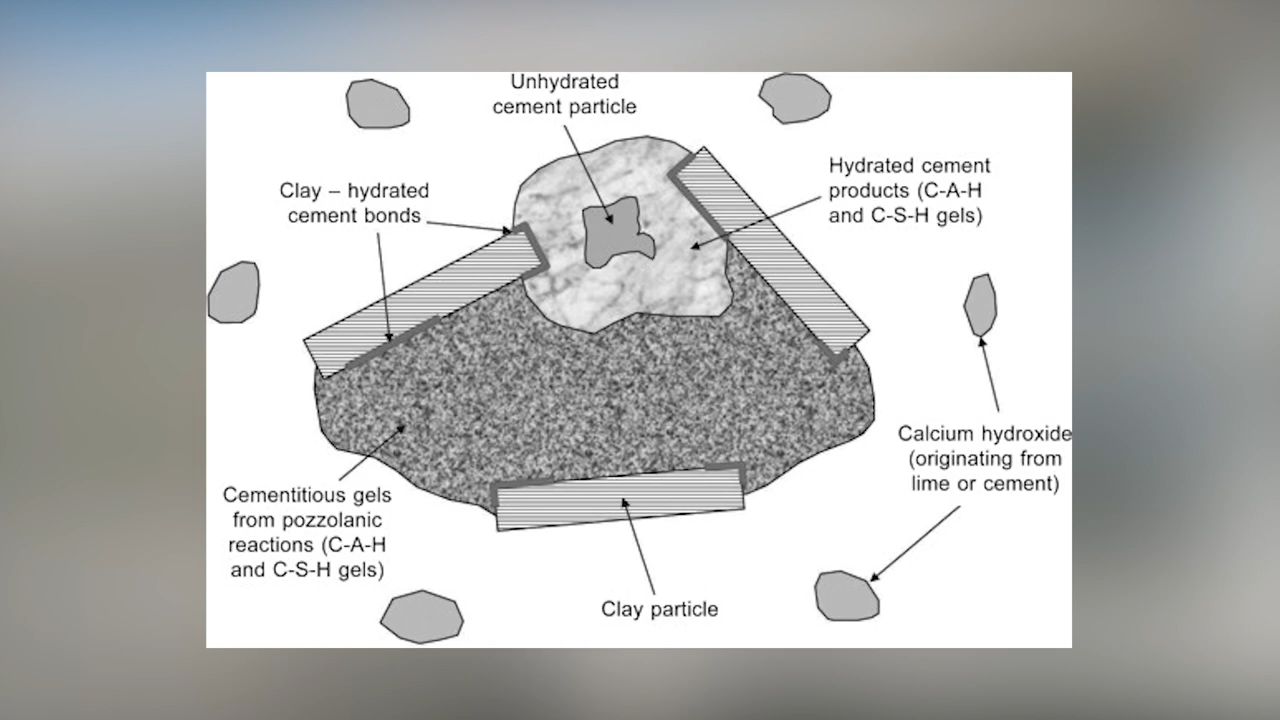 Unhydrated
cement particle
Clay – hydrated
cement bonds
Hydrated cement
products (C-A-H
and C-S-H gels)
Calcium hydroxide
(originating from
lime or cement)
Cementitious gels
from pozzolanic
reactions (C-A-H
and C-S-H gels)
Clay particle